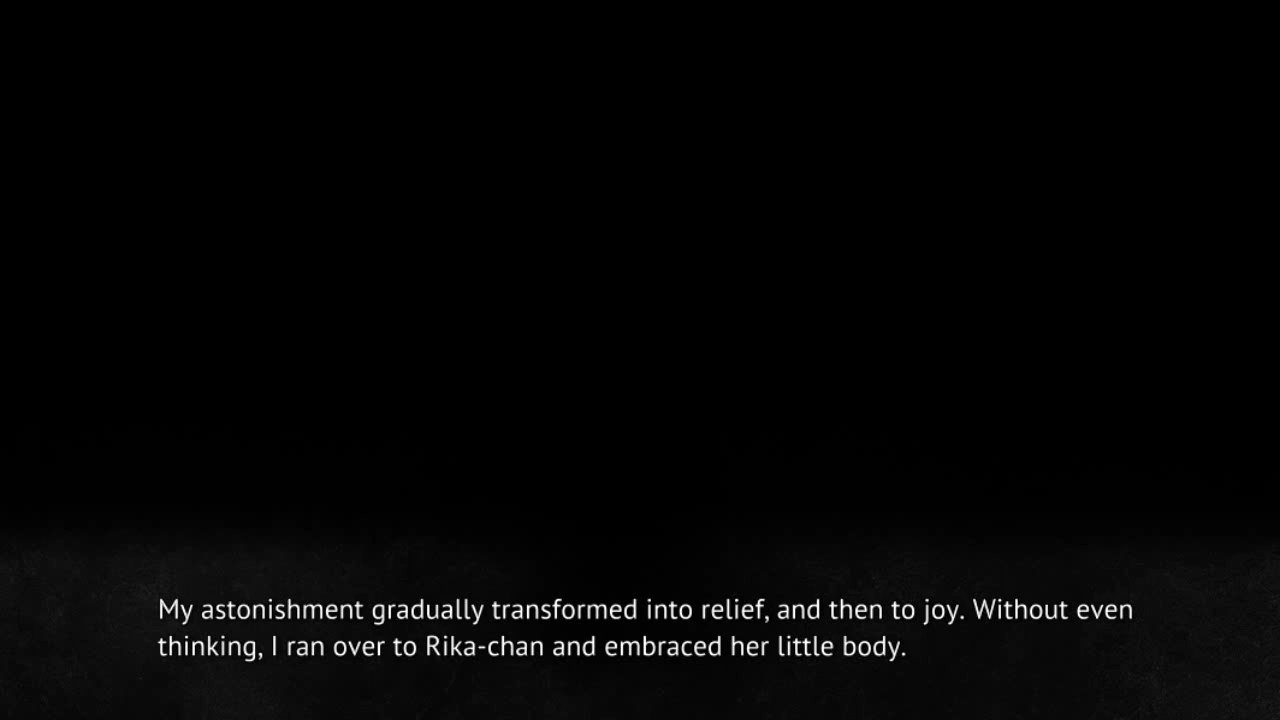 My astonishment gradually transformed into relief, and then to joy. Without even
thinking, I ran over to Rika-chan and embraced her little body.